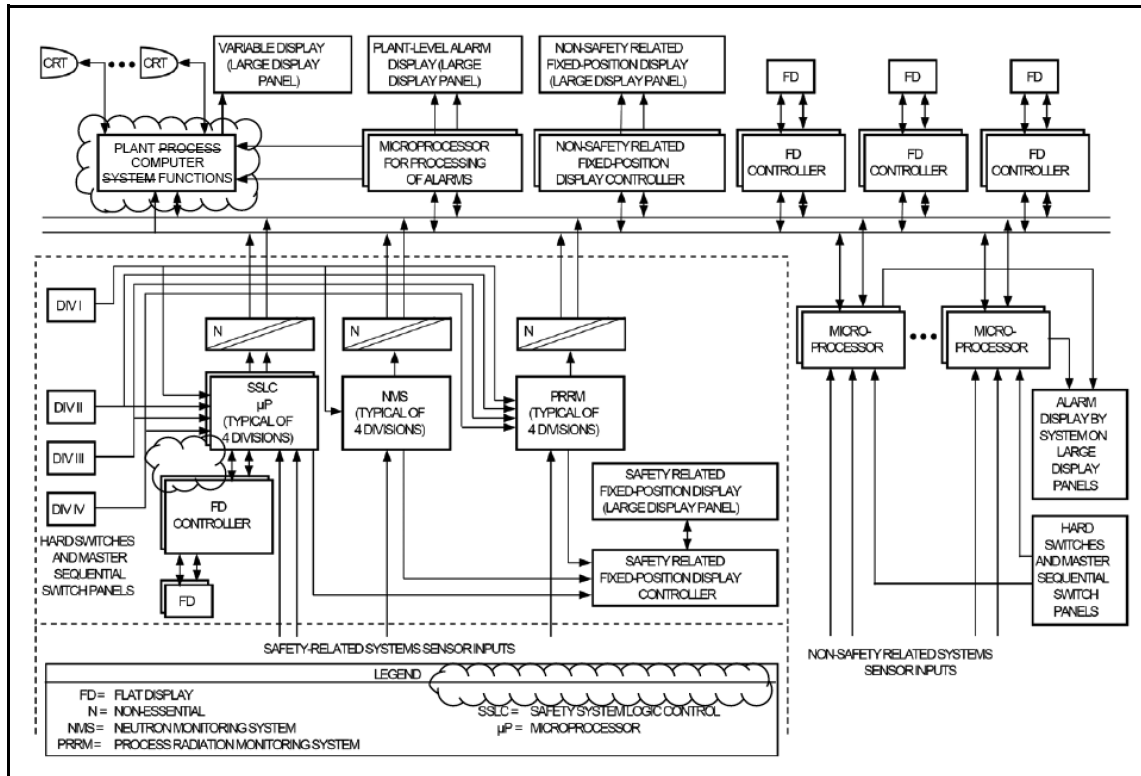 CRT
CRT
VARIABLE DISPLAY
(LARGE DISPLAY
PANEL)
PLANT-LEVEL ALARM
DISPLAY (LARGE
DISPLAY PANEL)
NON-SAFETY RELATED
FIXED-POSITION DISPLAY
(LARGE DISPLAY PANEL)
FD
FD
FD
PLANT PROCESS
COMPUTER
SYSTEM FUNCTIONS
MICROPROCESSOR
FOR PROCESSING
OF ALARMS
NON-SAFETY RELATED
FIXED-POSITION
DISPLAY CONTROLLER
FD
CONTROLLER
FD
CONTROLLER
FD
CONTROLLER
DIV I
DIV II
DIV III
DIV IV
HARD SWITCHES
AND MASTER
SEQUENTIAL
SWITCH PANELS
N
N
N
SSLC
µP
(TYPICAL OF
4 DIVISIONS)
NMS
(TYPICAL OF
4 DIVISIONS)
PRRM
(TYPICAL OF
4 DIVISIONS)
FD
CONTROLLER
FD
SAFETY RELATED
FIXED-POSITION DISPLAY
(LARGE DISPLAY PANEL)
SAFETY RELATED
FIXED-POSITION DISPLAY
CONTROLLER
MICRO-
PROCESSOR
MICRO-
PROCESSOR
ALARM
DISPLAY BY
SYSTEM ON
LARGE
DISPLAY
PANELS
HARD
SWITCHES
AND MASTER
SEQUENTIAL
SWITCH
PANELS
SAFETY-RELATED SYSTEMS SENSOR INPUTS
NON-SAFETY RELATED SYSTEMS
SENSOR INPUTS
LEGEND
FD = FLAT DISPLAY
N = NON-ESSENTIAL
NMS = NEUTRON MONITORING SYSTEM
PRRM = PROCESS RADIATION MONITORING SYSTEM
SSLC = SAFETY SYSTEM LOGIC CONTROL
µP = MICROPROCESSOR